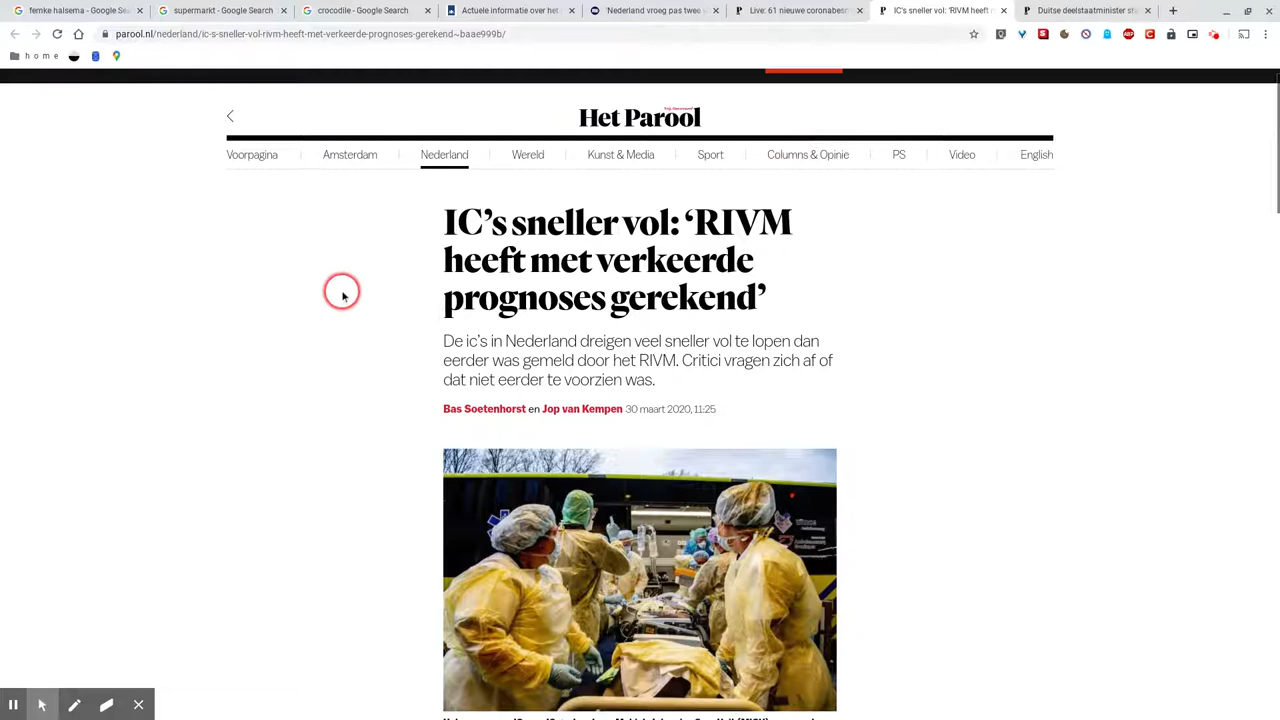 femke halsema - Google Sea
supermarkt - Google Search
crocodile - Google Search
Actuele informatie over het
'Nederland vroeg pas twee
Live: 61 nieuwe coronabesm
IC's sneller vol: 'RIVM heeft
Duitse deelstaatminister sta
parool.nl/nederland/ic-s-sneller-vol-rivm-heeft-met-verkeerde-prognoses-gerekend~baae999b/
home
Het Parool
Voorpagina
Amsterdam
Nederland
Wereld
Kunst & Media
Sport
Columns & Opinie
PS
Video
English
IC's sneller vol: 'RIVM
heeft met verkeerde
prognoses gerekend'
De ic's in Nederland dreigen veel sneller vol te lopen dan
eerder was gemeld door het RIVM. Critici vragen zich af of
dat niet eerder te voorzien was.
Bas Soetenhorst en Jop van Kempen 30 maart 2020, 11:25